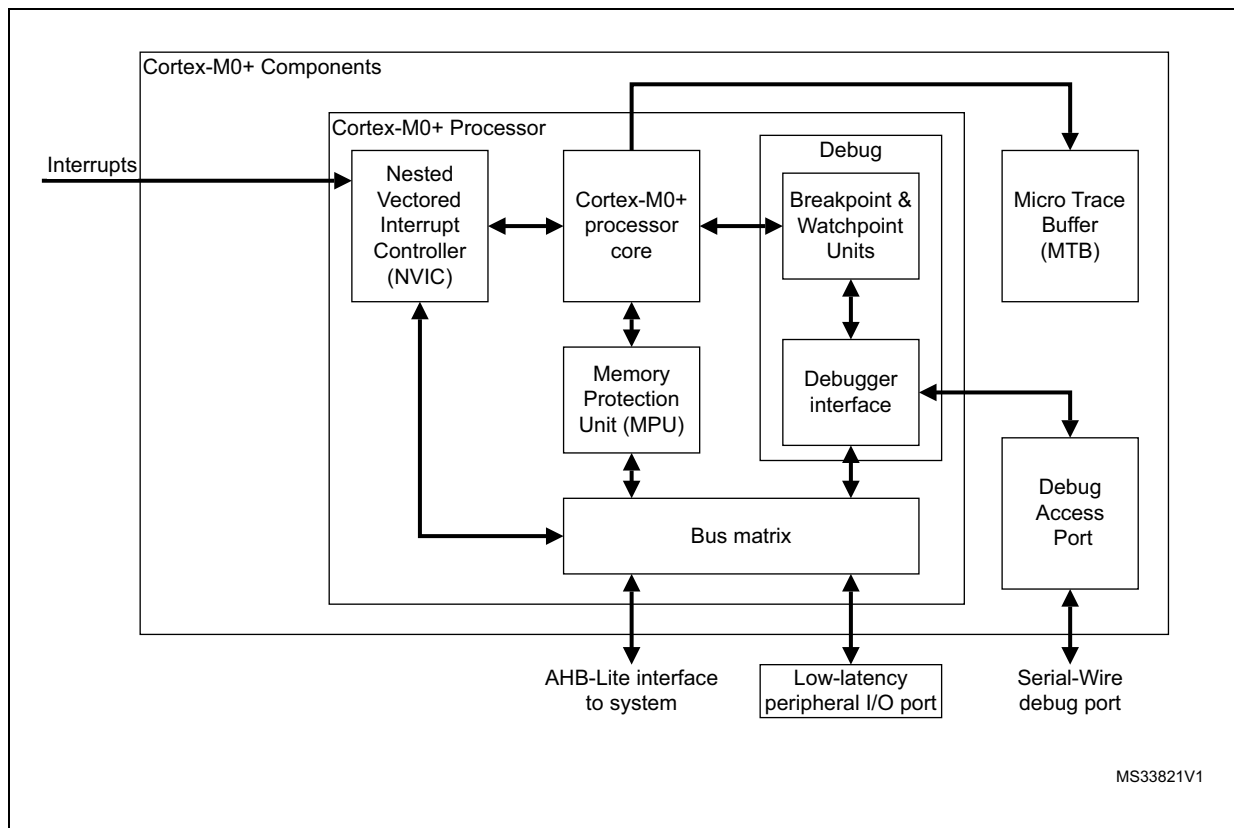 Cortex-M0+ Components
Cortex-M0+ Processor
Interrupts
Nested
Vectored
Interrupt
Controller
(NVIC)
Cortex-M0+
processor
core
Debug
Breakpoint &
Watchpoint
Units
Micro Trace
Buffer
(MTB)
Memory
Protection
Unit (MPU)
Debugger
interface
Debug
Access
Port
Bus matrix
AHB-Lite interface
to system
Low-latency
peripheral I/O port
Serial-Wire
debug port
MS33821V1